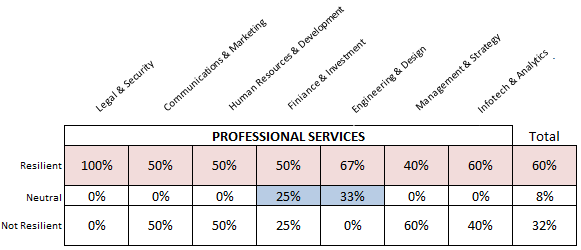 Legal & Security
Communications & Marketing
Human Resources & Development
Finiance & Investment
Engineering & Design
Management & Strategy
Infotech & Analytics
PROFESSIONAL SERVICES Total
Resilient 100% 50% 50% 50% 67% 40% 60% 60%
Neutral 0% 0% 0% 25% 33% 0% 0% 8%
Not Resilient 0% 50% 50% 25% 0% 60% 40% 32%